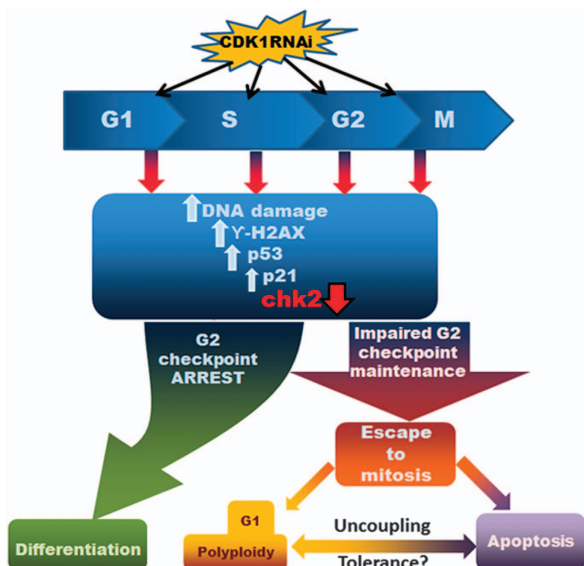 CDK1RNAi
G1 S G2 M
DNA damage
ϒ-H2AX
p53
p21
chk2
G2
checkpoint
ARREST
Impaired G2
checkpoint
maintenance
Escape
to
mitosis
Differentiation
G1
Polyploidy
Uncoupling
Tolerance?
Apoptosis